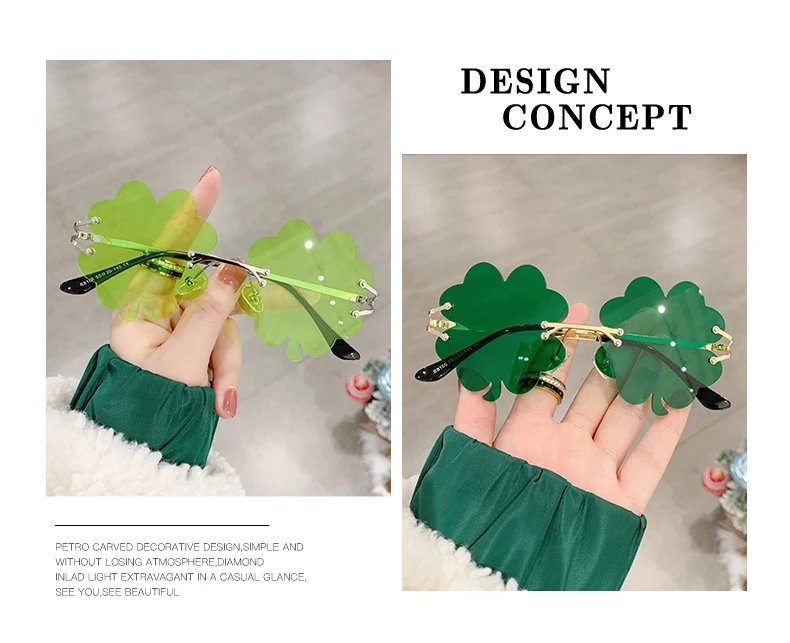 DESIGN
CONCEPT
PETRO CARVED DECORATIVE DESIGN,SIMPLE AND
WITHOUT LOSING ATMOSPHERE,DIAMOND
INLAD LIGHT EXTRAVAGANT IN A CASUAL GLANCE,
SEE YOU,SEE BEAUTIFUL